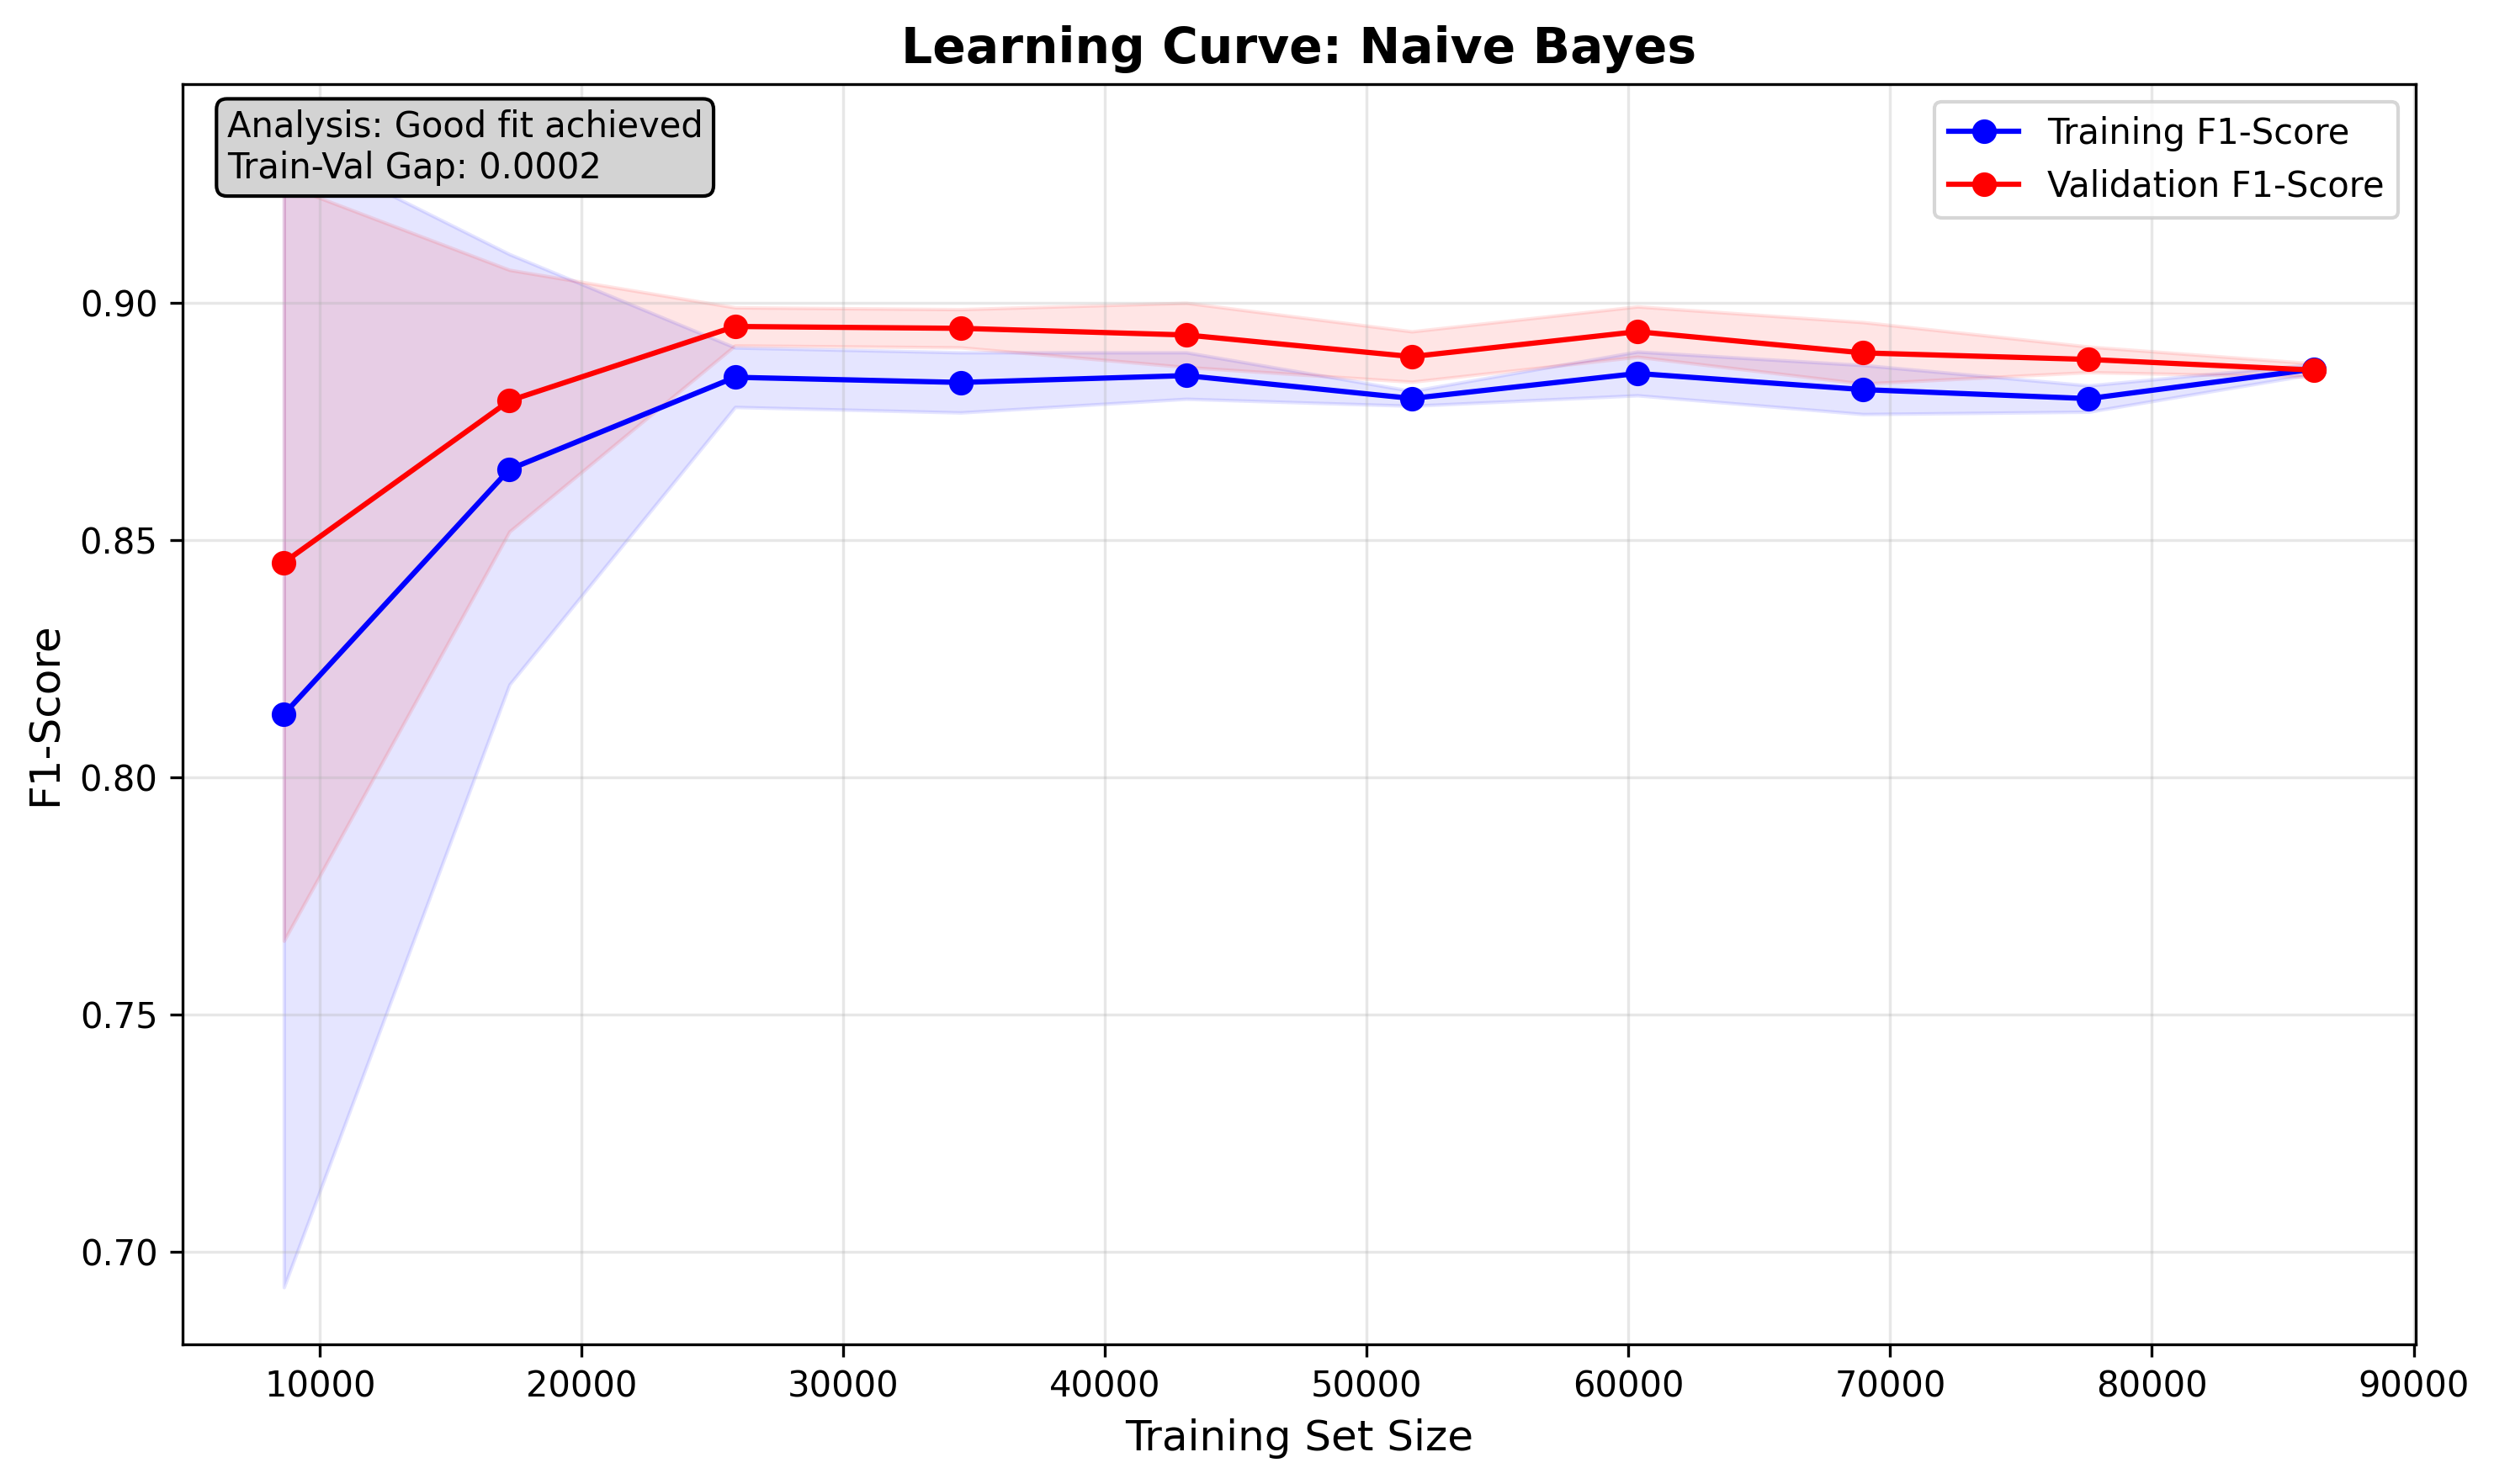 Learning Curve: Naive Bayes
Analysis: Good fit achieved
Train-Val Gap: 0.0002
Training F1-Score
Validation F1-Score
0.90
0.85
0.80
0.75
0.70
F1-Score
10000 20000 30000 40000 50000 60000 70000 80000 90000
Training Set Size